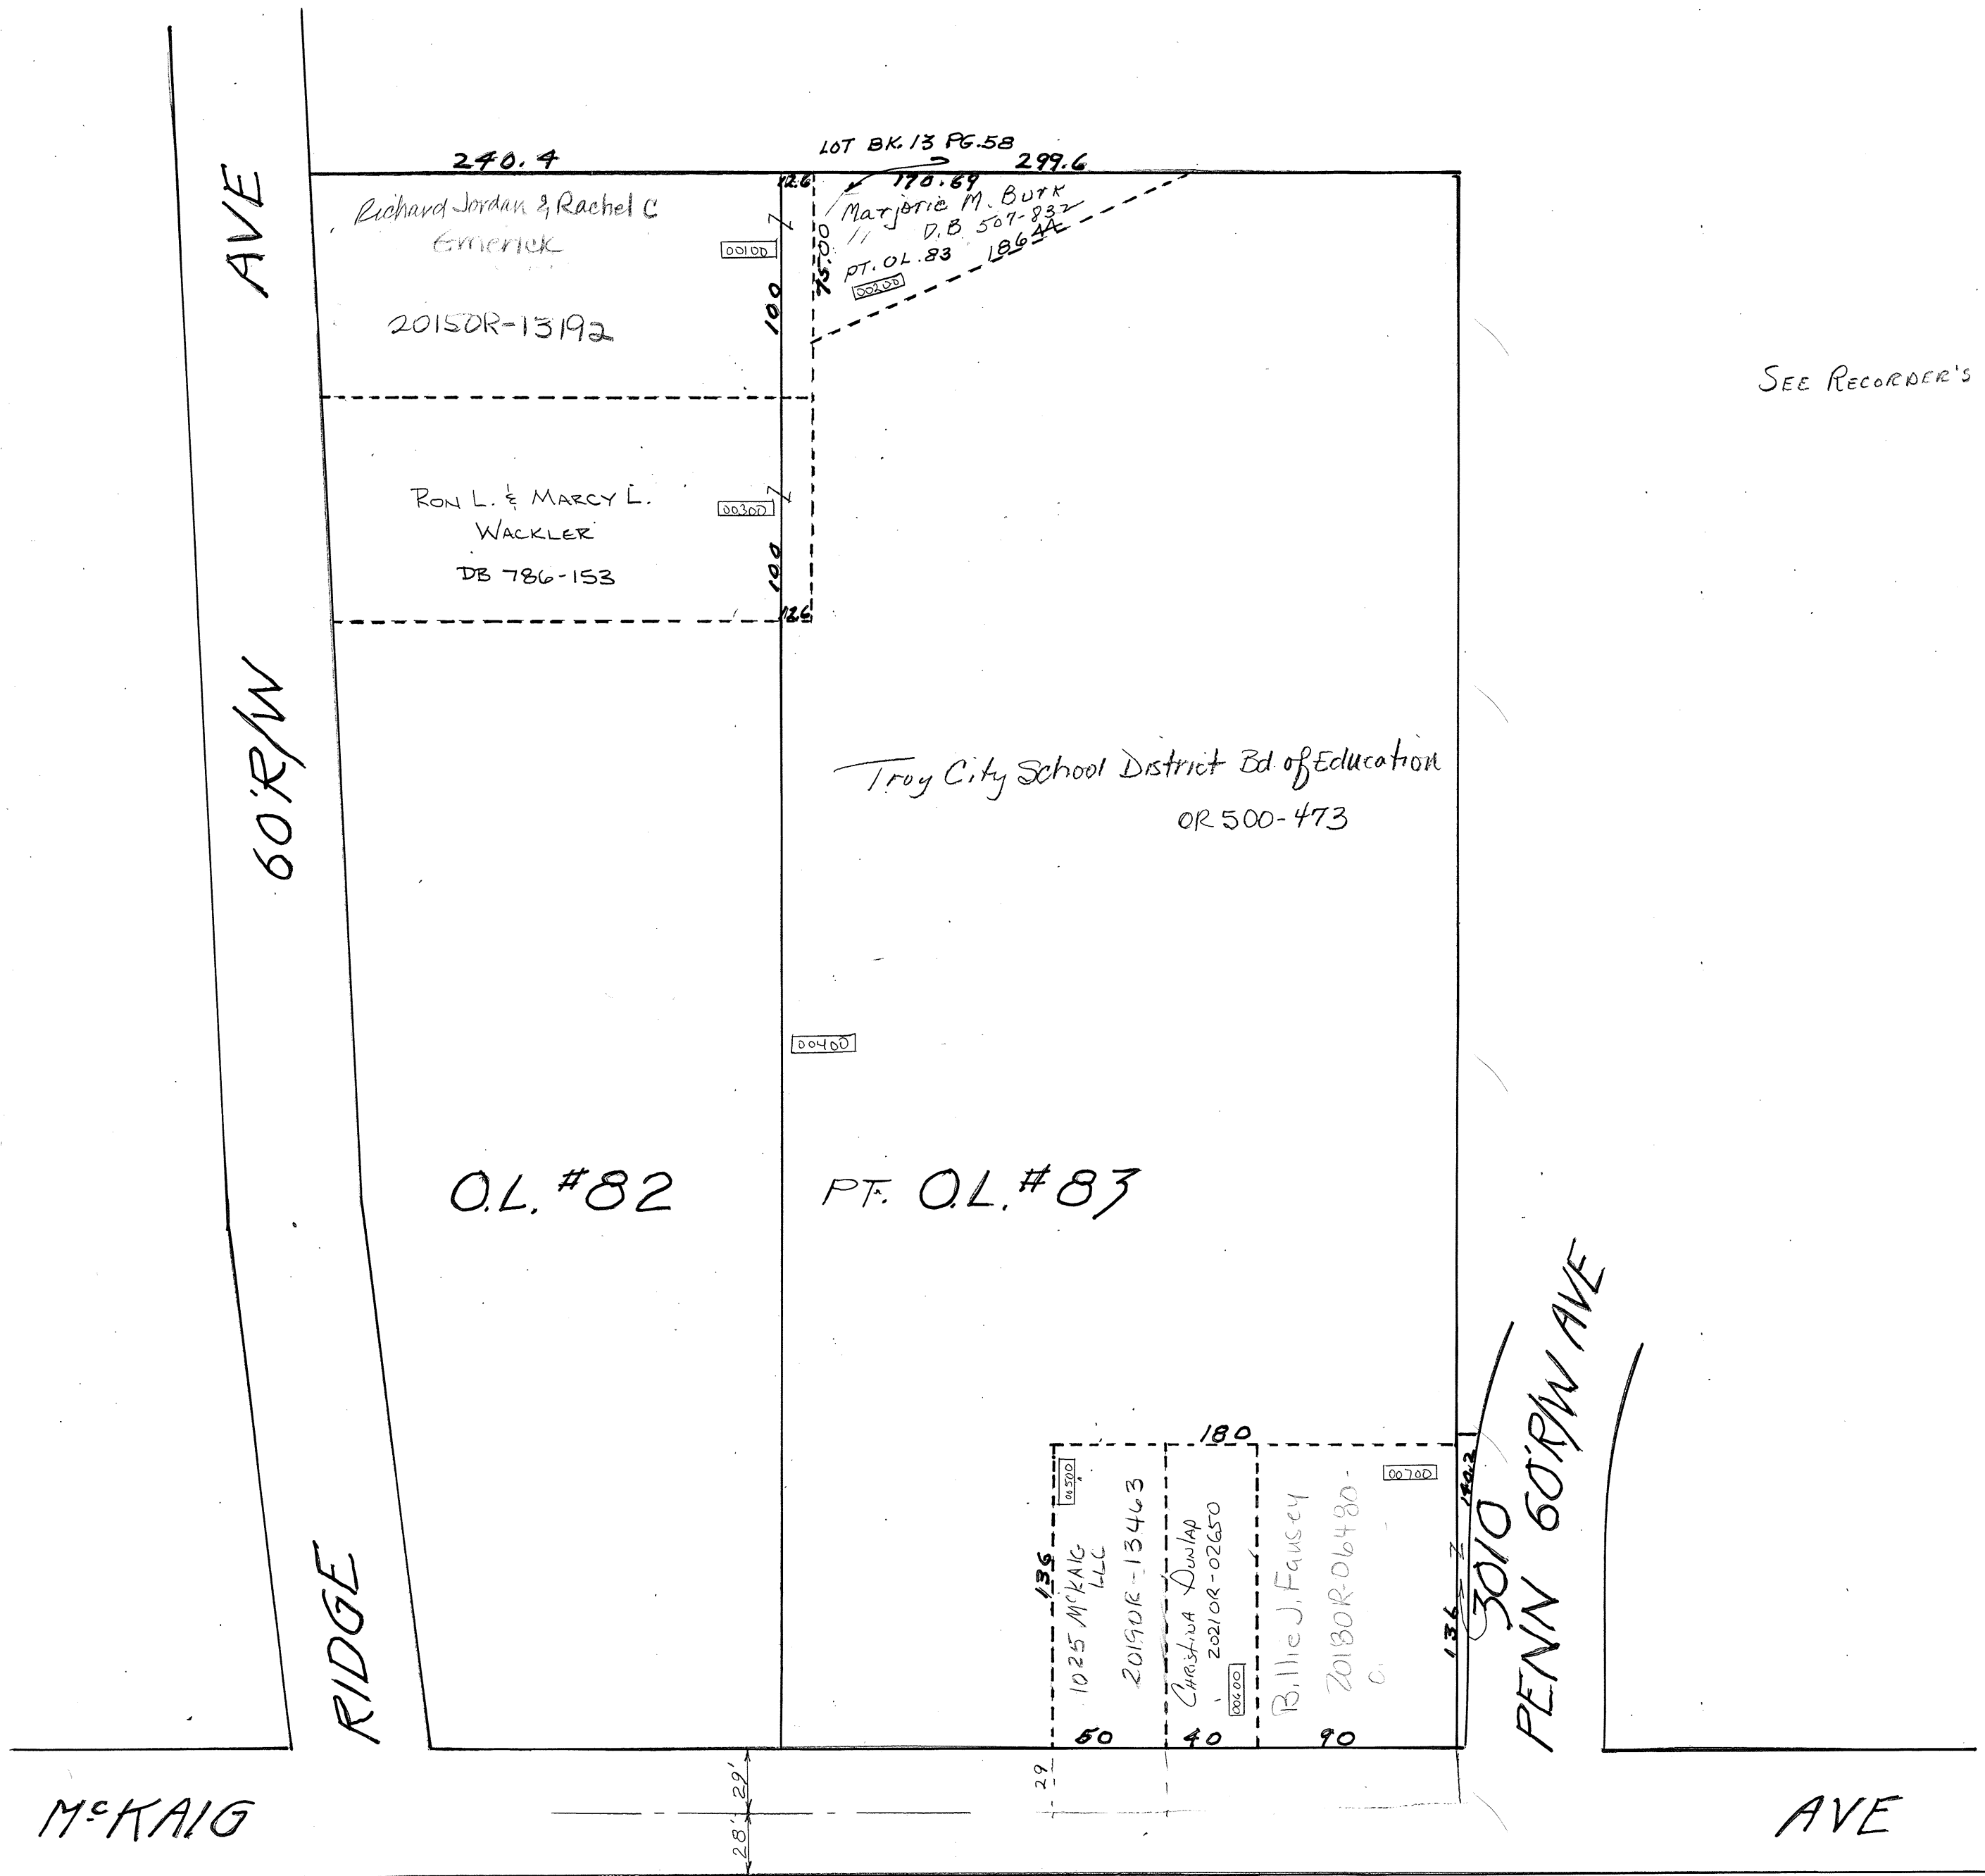 LOT BK. 13 PG. 58
240.4
299.6
12.6
170.69
Richard Jordan & Rachel C
Emerick
20150R-13192
00100
100
75.00
Marjorie M. Burk
D.B. 507-832
PT. OL. 83
186.44
00200
AVE
SEE RECORDER'S
RON L. & MARCY L.
WACKLER
DB 786-153
00300
100
12.6
60'R/W
Troy City School District Bd. of Education
OR 500-473
00400
O.L. #82
PT. O.L. #83
RIDGE
180
136
00500
1025 McKAIG
LLC
2019OR-13463
CHRISTINA DUNLAP
2021OR-02650
00600
Billie J. Fansey
2018OR-06480
00700
140.2
136
3010
PENN 60'R/W AVE
50
40
90
29'
28'
29
McKAIG
AVE